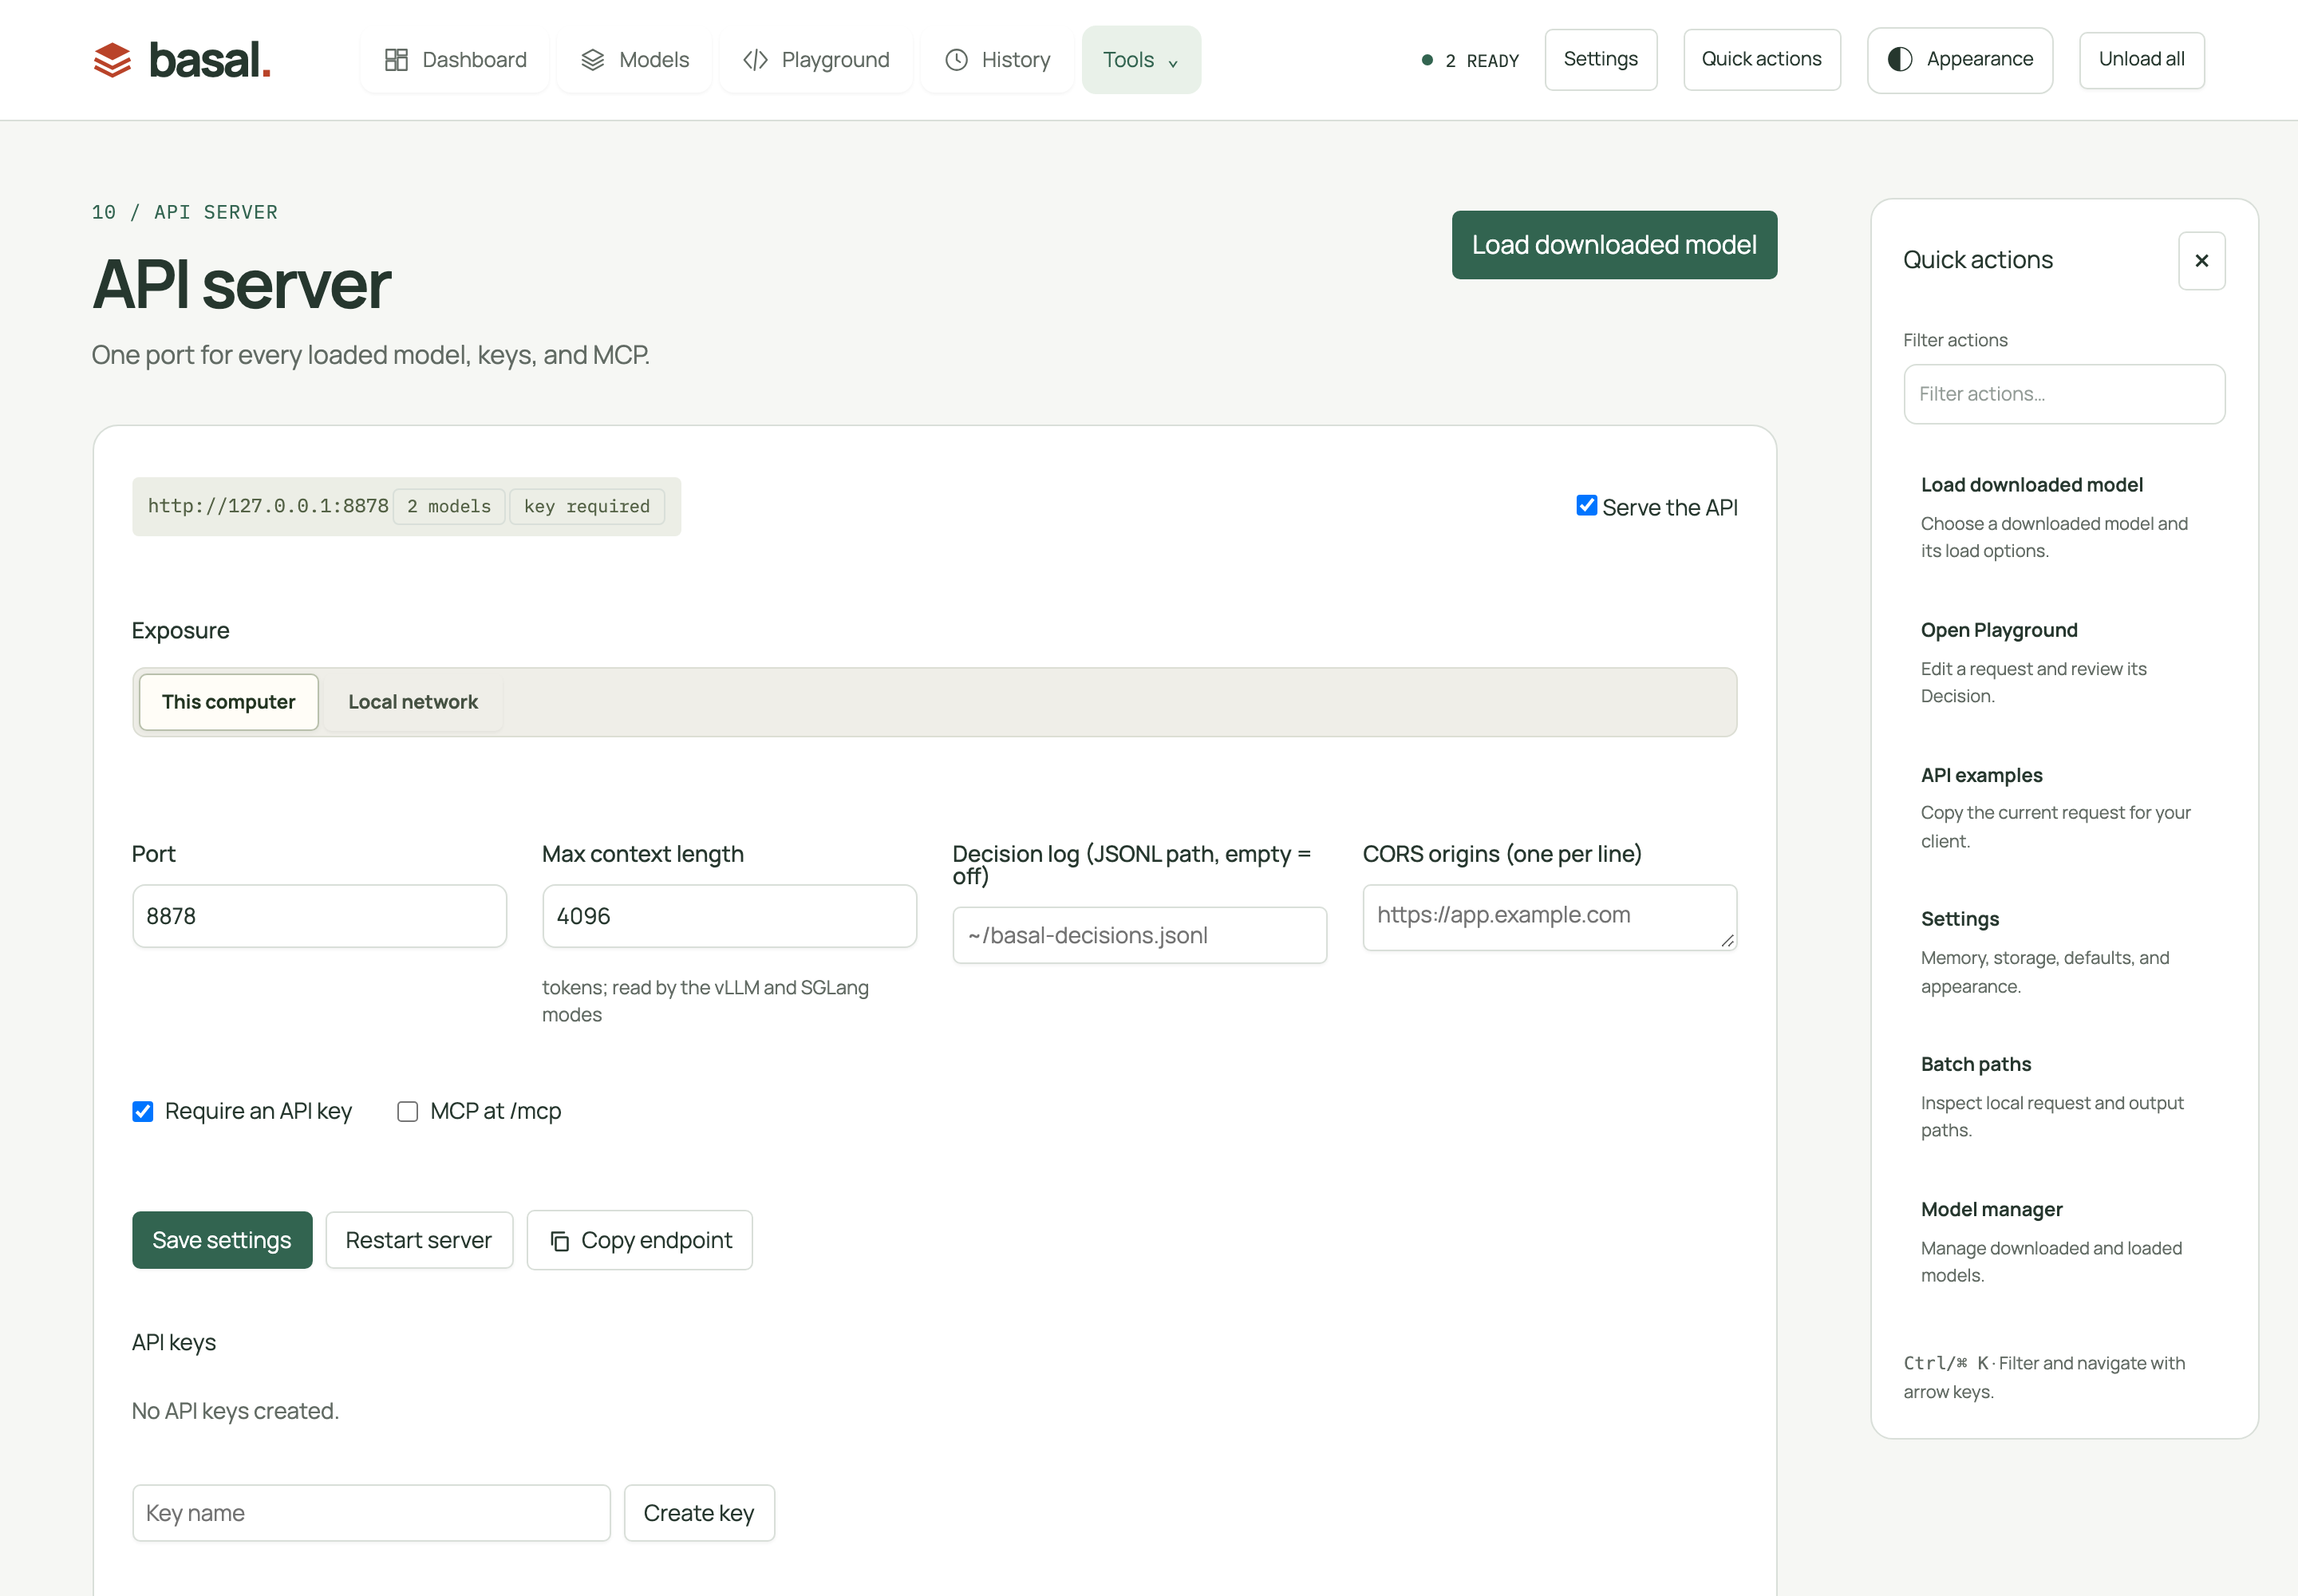 basal.
Dashboard
Models
Playground
History
Tools
2 READY
Settings
Quick actions
Appearance
Unload all
10 / API SERVER
API server
One port for every loaded model, keys, and MCP.
Load downloaded model
http://127.0.0.1:8878 2 models key required
Serve the API
Exposure
This computer
Local network
Port
8878
Max context length
4096
tokens; read by the vLLM and SGLang
modes
Decision log (JSONL path, empty =
off)
~/basal-decisions.jsonl
CORS origins (one per line)
https://app.example.com
Require an API key
MCP at /mcp
Save settings
Restart server
Copy endpoint
API keys
No API keys created.
Key name
Create key
Quick actions
Filter actions
Filter actions...
Load downloaded model
Choose a downloaded model and
its load options.
Open Playground
Edit a request and review its
Decision.
API examples
Copy the current request for your
client.
Settings
Memory, storage, defaults, and
appearance.
Batch paths
Inspect local request and output
paths.
Model manager
Manage downloaded and loaded
models.
Ctrl/⌘ K · Filter and navigate with
arrow keys.